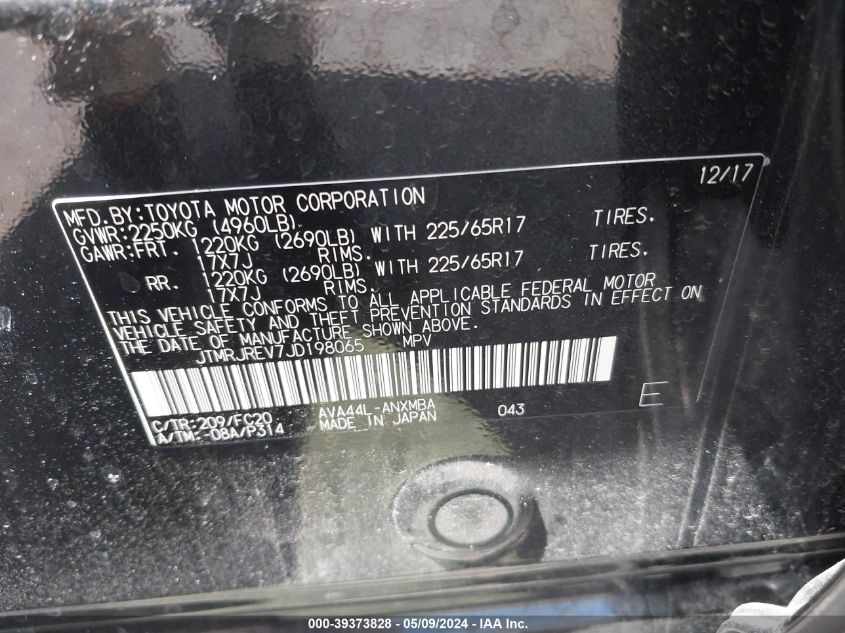 12/17
MFD.BY:TOYOTA MOTOR CORPORATION
GVWR:2250KG (4960LB)
GAWR:FRT. 1220KG (2690LB) WITH 225/65R17 TIRES.
17X7J RIMS.
RR. 1220KG (2690LB) WITH 225/65R17 TIRES.
17X7J RIMS.
THIS VEHICLE CONFORMS TO ALL APPLICABLE FEDERAL MOTOR
VEHICLE SAFETY AND THEFT PREVENTION STANDARDS IN EFFECT ON
THE DATE OF MANUFACTURE SHOWN ABOVE.
JTMRJREV7JD198065 MPV
C/TR:209/FC20 AVA44L-ANXMBA 043 E
A/TM:-08A/P314 MADE IN JAPAN
000-39373828 - 05/09/2024 - IAA Inc.